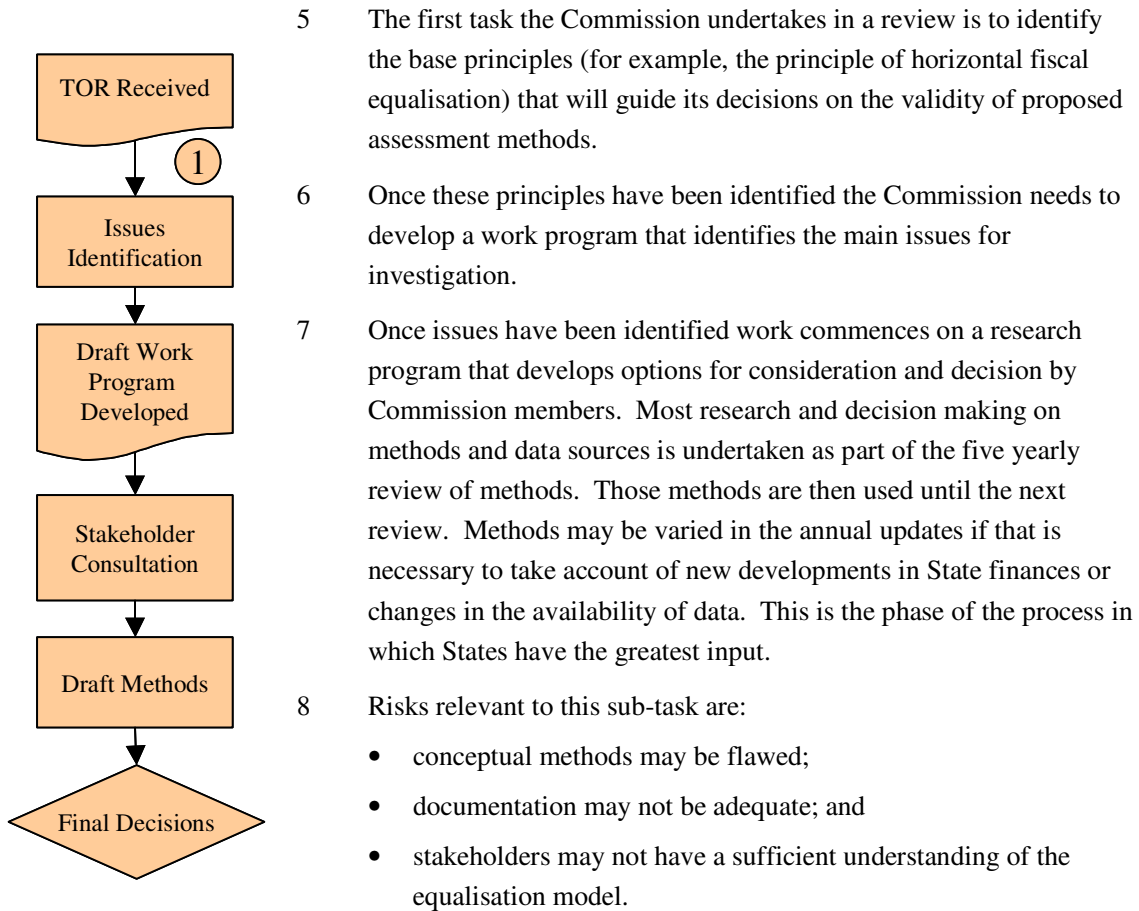 TOR Received
1
Issues
Identification
Draft Work
Program
Developed
Stakeholder
Consultation
Draft Methods
Final Decisions
5 The first task the Commission undertakes in a review is to identify
the base principles (for example, the principle of horizontal fiscal
equalisation) that will guide its decisions on the validity of proposed
assessment methods.
6 Once these principles have been identified the Commission needs to
develop a work program that identifies the main issues for
investigation.
7 Once issues have been identified work commences on a research
program that develops options for consideration and decision by
Commission members. Most research and decision making on
methods and data sources is undertaken as part of the five yearly
review of methods. Those methods are then used until the next
review. Methods may be varied in the annual updates if that is
necessary to take account of new developments in State finances or
changes in the availability of data. This is the phase of the process in
which States have the greatest input.
8 Risks relevant to this sub-task are:
• conceptual methods may be flawed;
• documentation may not be adequate; and
• stakeholders may not have a sufficient understanding of the
equalisation model.